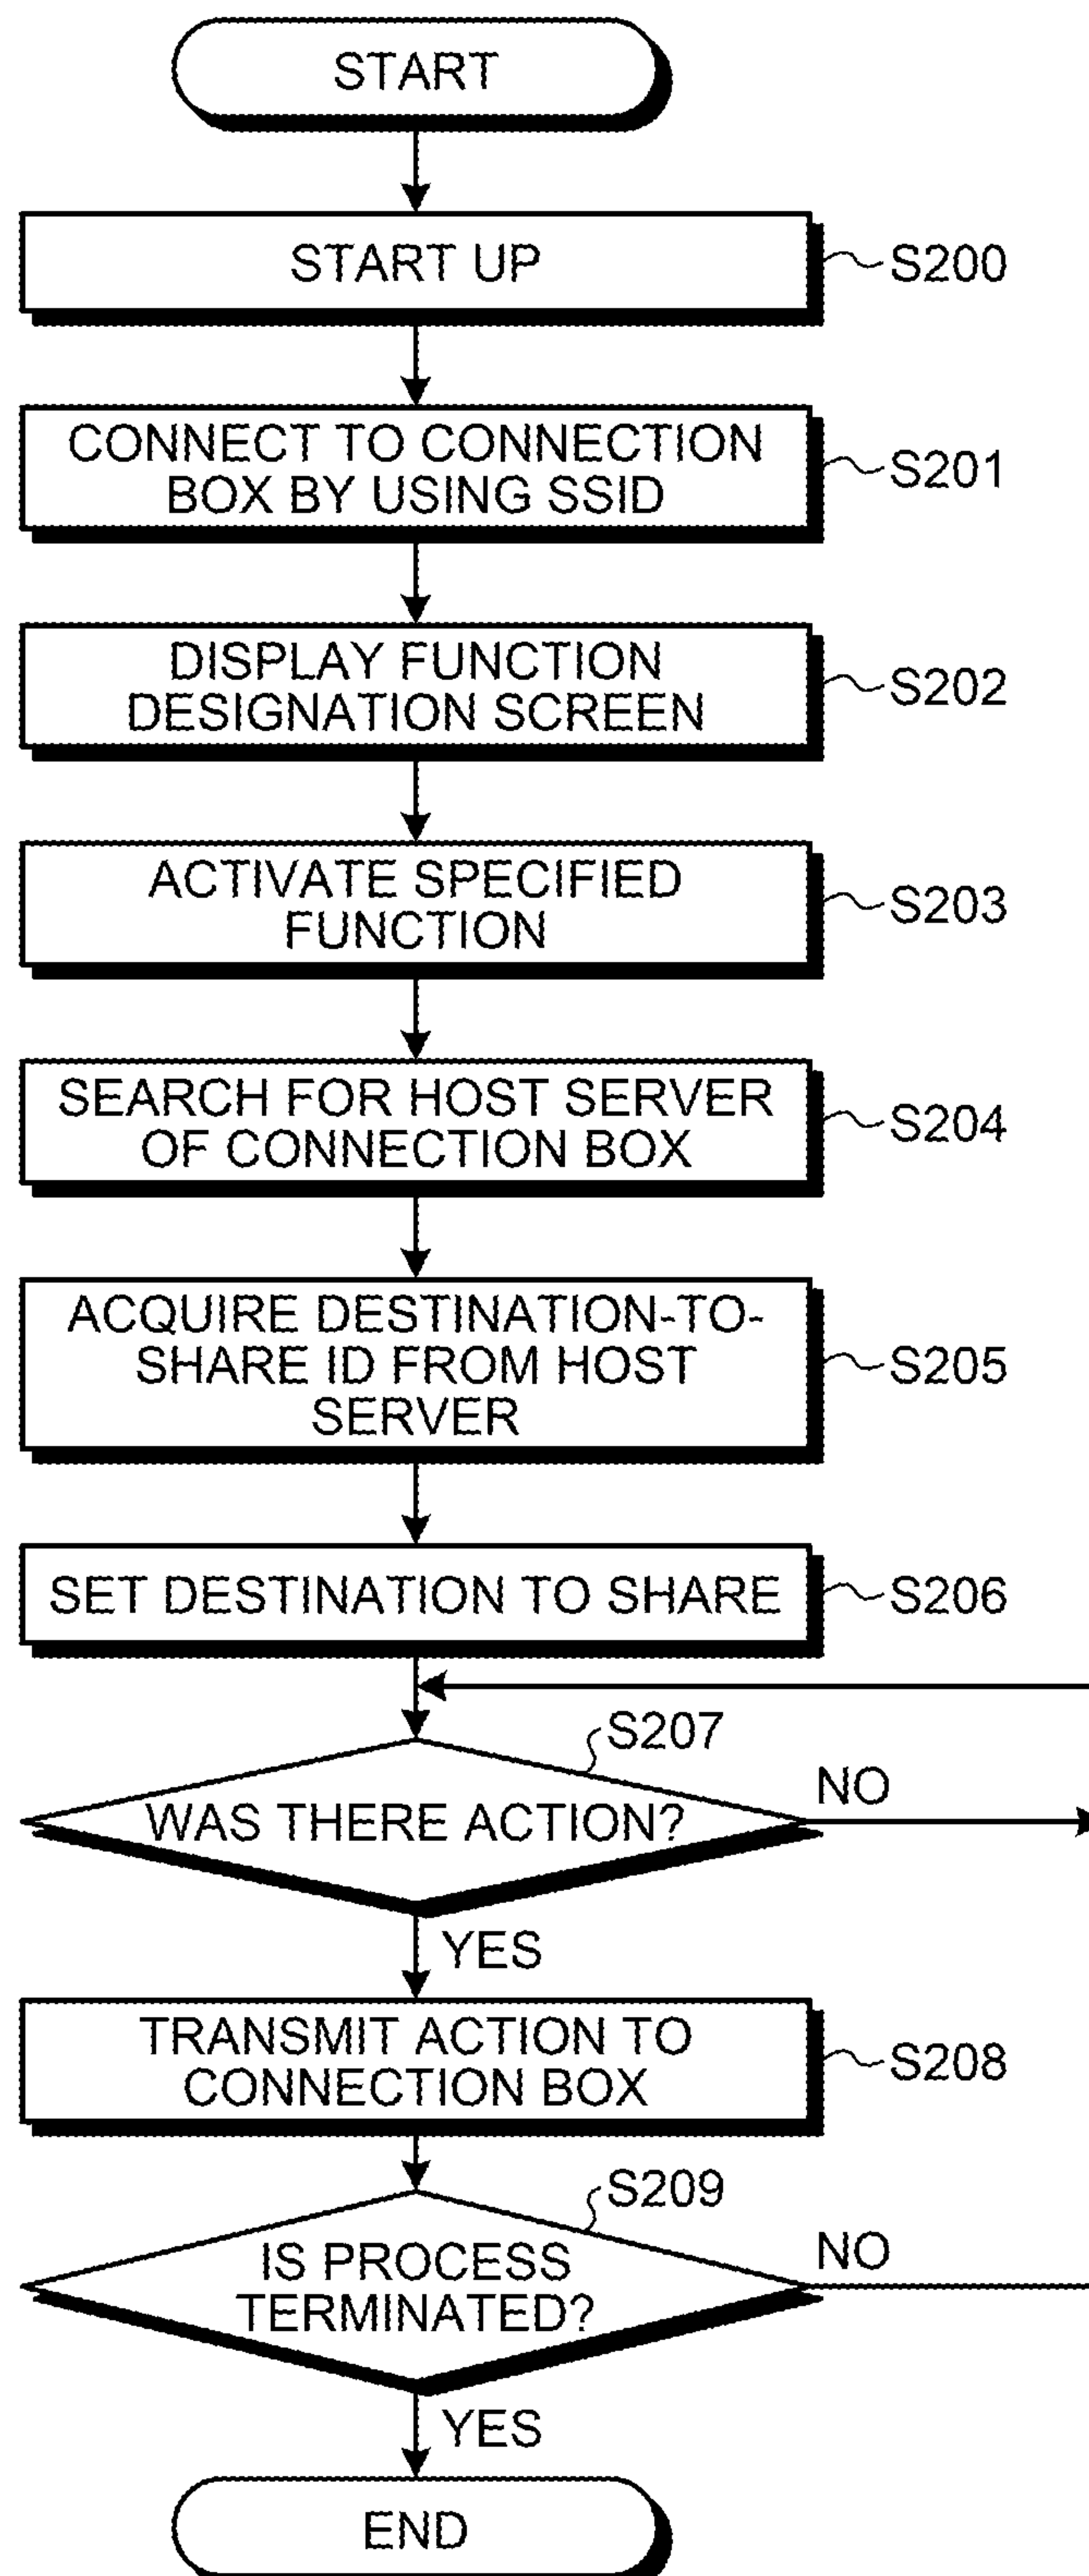 START
START UP
S200
CONNECT TO CONNECTION
BOX BY USING SSID
S201
DISPLAY FUNCTION
DESIGNATION SCREEN
S202
ACTIVATE SPECIFIED
FUNCTION
S203
SEARCH FOR HOST SERVER
OF CONNECTION BOX
S204
ACQUIRE DESTINATION-TO-
SHARE ID FROM HOST
SERVER
S205
SET DESTINATION TO SHARE
S206
S207
WAS THERE ACTION?
NO
YES
TRANSMIT ACTION TO
CONNECTION BOX
S208
S209
IS PROCESS
TERMINATED?
NO
YES
END